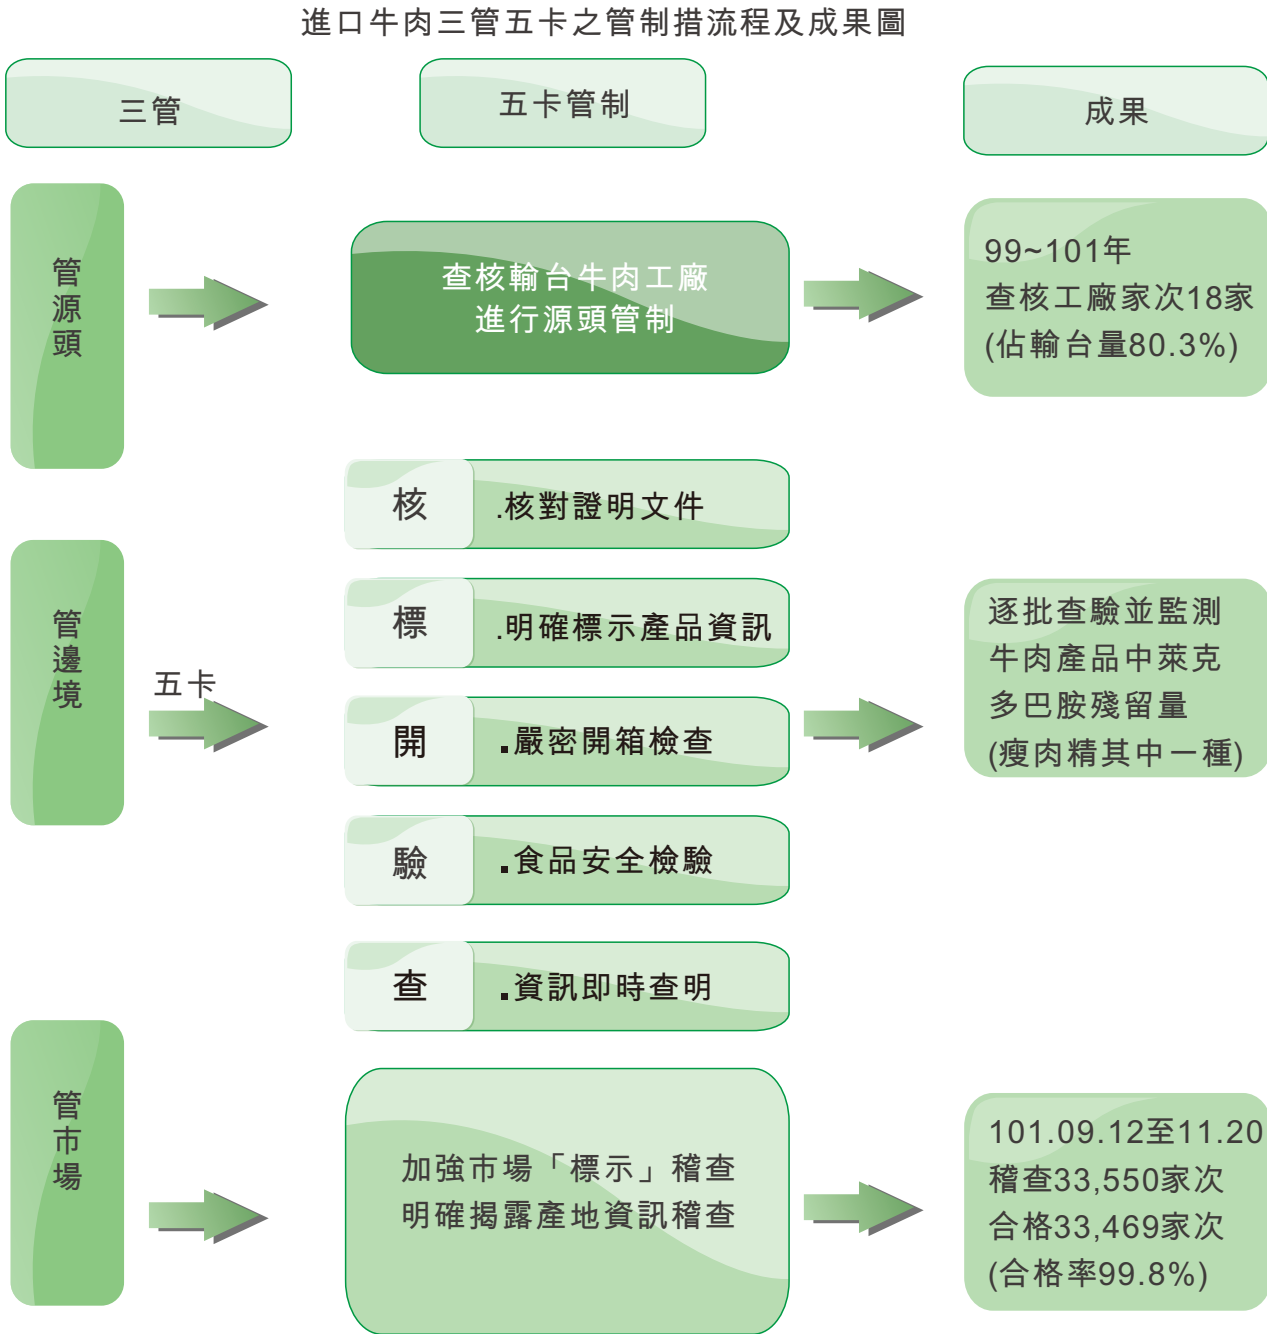 進口牛肉三管五卡之管制措流程及成果圖
三管
五卡管制
成果
管源頭
查核輸台牛肉工廠
進行源頭管制
99~101年
查核工廠家次18家
(佔輸台量80.3%)
管邊境
五卡
核
.核對證明文件
標
.明確標示產品資訊
開
.嚴密開箱檢查
驗
.食品安全檢驗
查
.資訊即時查明
逐批查驗並監測
牛肉產品中萊克
多巴胺殘留量
(瘦肉精其中一種)
管市場
加強市場「標示」稽查
明確揭露產地資訊稽查
101.09.12至11.20
稽查33,550家次
合格33,469家次
(合格率99.8%)